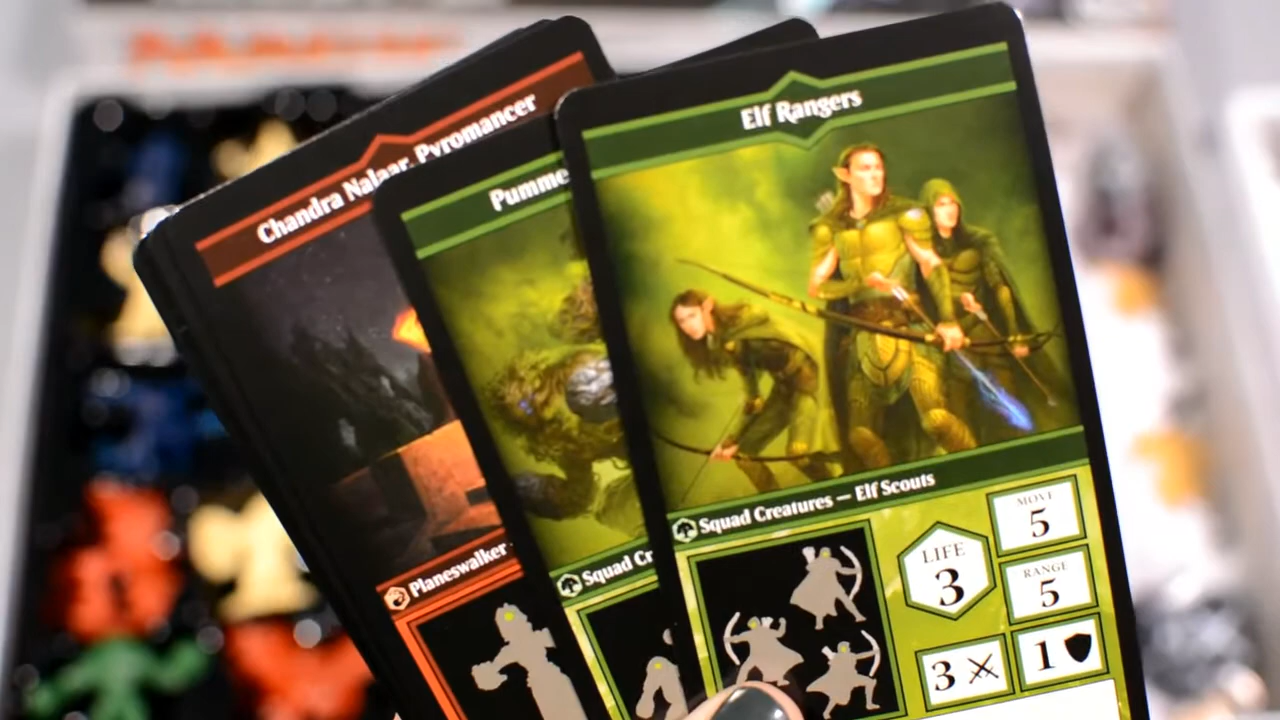 Chandra Nalaar, Pyromancer
Planeswalker
Pumme
Squad Cr
Elf Rangers
Squad Creatures — Elf Scouts
LIFE
3
MOVE
5
RANGE
5
3
1